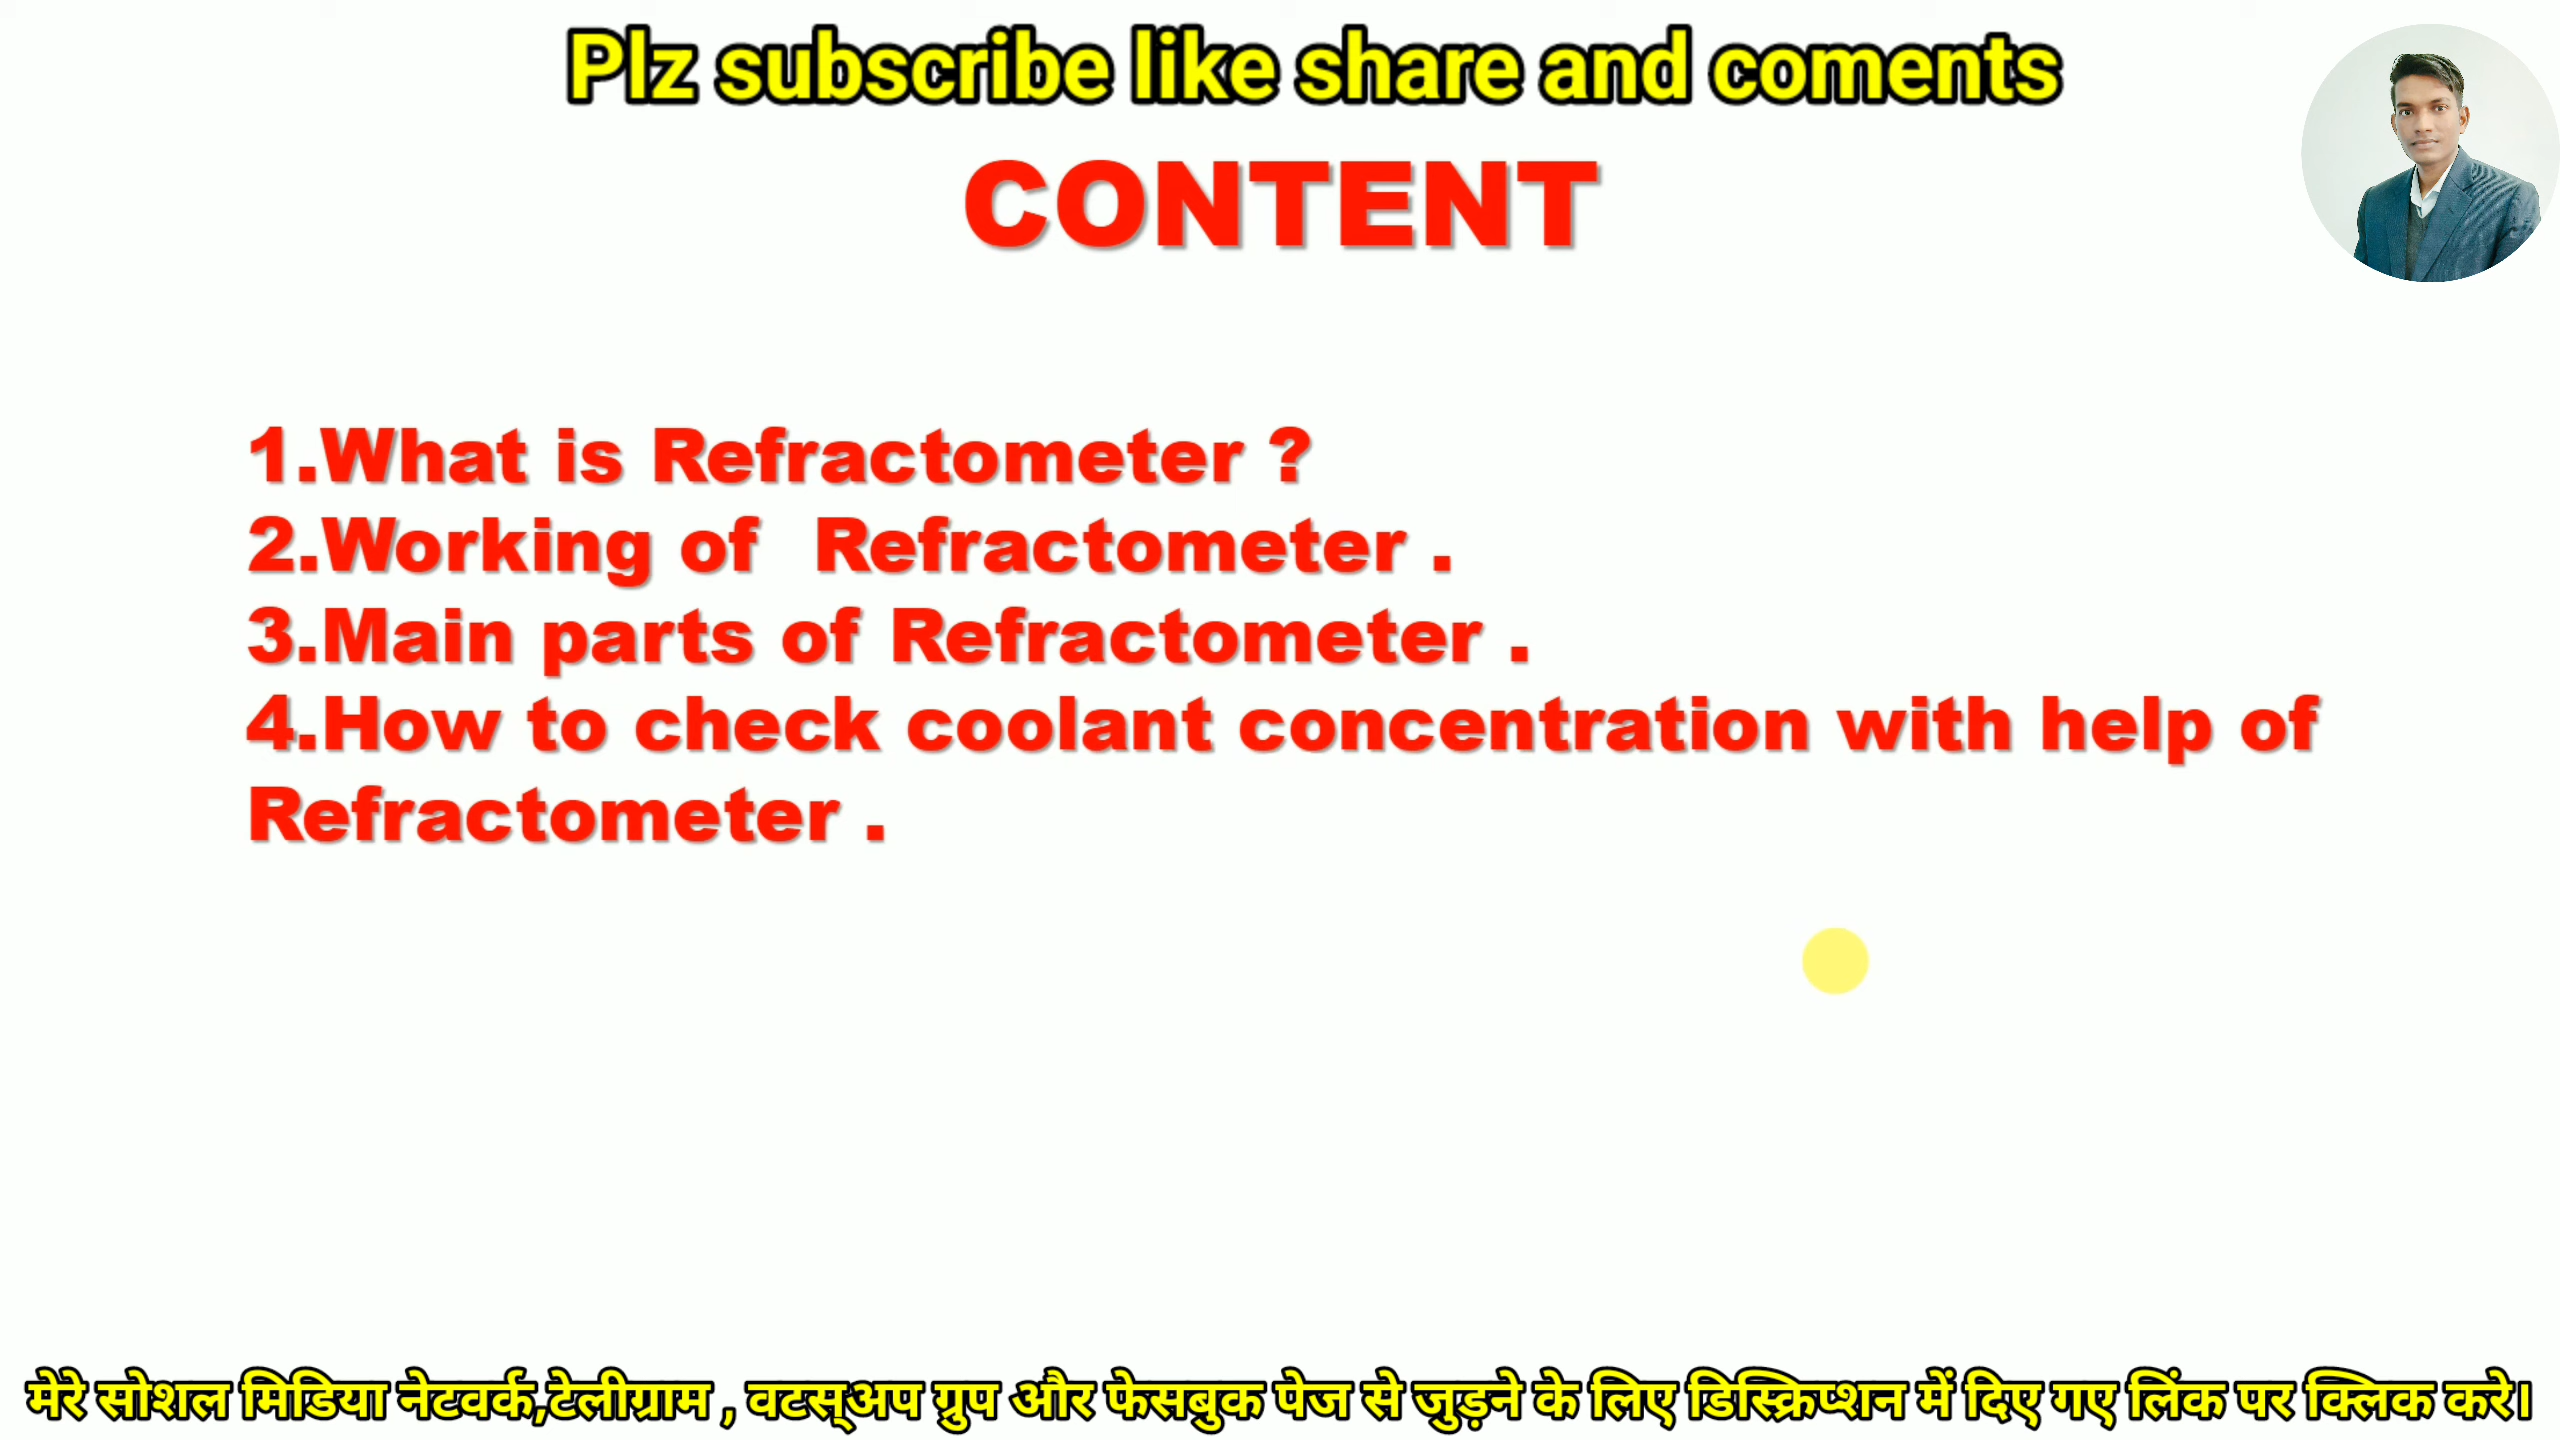 Plz subscribe like share and coments
CONTENT
1.What is Refractometer ?
2.Working of  Refractometer .
3.Main parts of Refractometer .
4.How to check coolant concentration with help of
Refractometer .
मेरे सोशल मिडिया नेटवर्क,टेलीग्राम , वटस्अप ग्रुप और फेसबुक पेज से जुड़ने के लिए डिस्क्रिप्शन में दिए गए लिंक पर क्लिक करे।